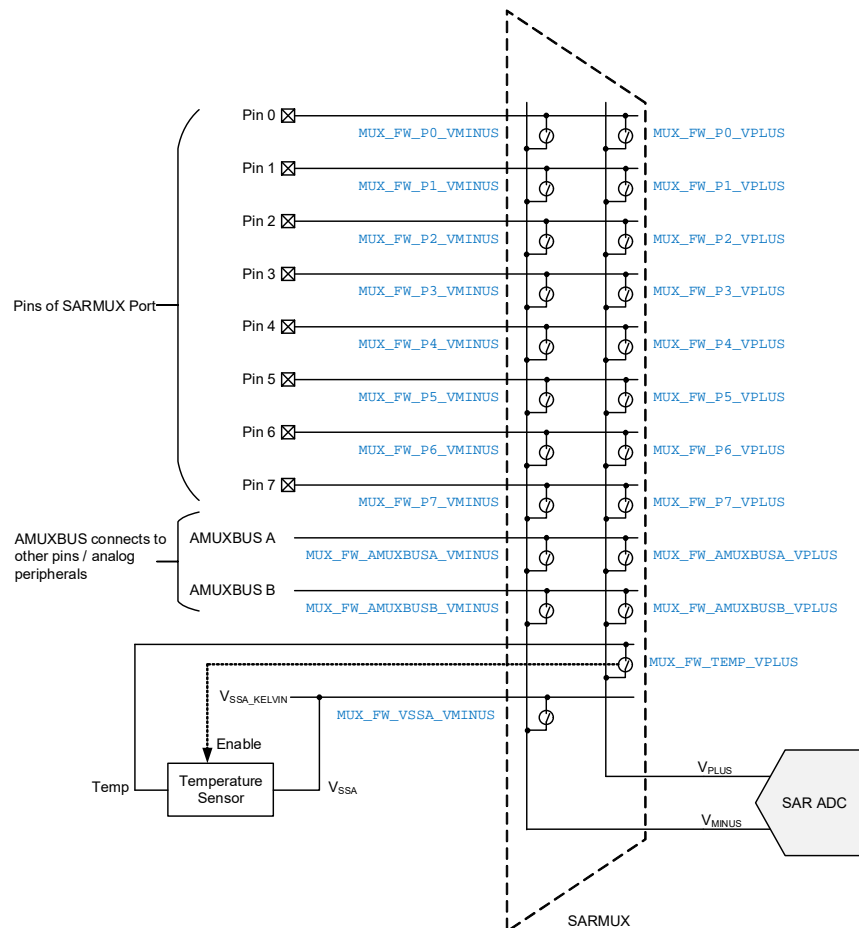 Pin 0
MUX_FW_P0_VMINUS
MUX_FW_P0_VPLUS
Pin 1
MUX_FW_P1_VMINUS
MUX_FW_P1_VPLUS
Pin 2
MUX_FW_P2_VMINUS
MUX_FW_P2_VPLUS
Pin 3
MUX_FW_P3_VMINUS
MUX_FW_P3_VPLUS
Pins of SARMUX Port
Pin 4
MUX_FW_P4_VMINUS
MUX_FW_P4_VPLUS
Pin 5
MUX_FW_P5_VMINUS
MUX_FW_P5_VPLUS
Pin 6
MUX_FW_P6_VMINUS
MUX_FW_P6_VPLUS
Pin 7
MUX_FW_P7_VMINUS
MUX_FW_P7_VPLUS
AMUXBUS connects to
other pins / analog
peripherals
AMUXBUS A
MUX_FW_AMUXBUSA_VMINUS
MUX_FW_AMUXBUSA_VPLUS
AMUXBUS B
MUX_FW_AMUXBUSB_VMINUS
MUX_FW_AMUXBUSB_VPLUS
MUX_FW_TEMP_VPLUS
VSSA_KELVIN
MUX_FW_VSSA_VMINUS
Enable
Temp
Temperature
Sensor
VSSA
VPLUS
SAR ADC
VMINUS
SARMUX